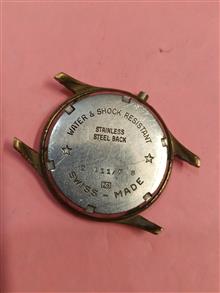 WATER & SHOCK RESISTANT
STAINLESS
STEEL BACK
SWISS - MADE